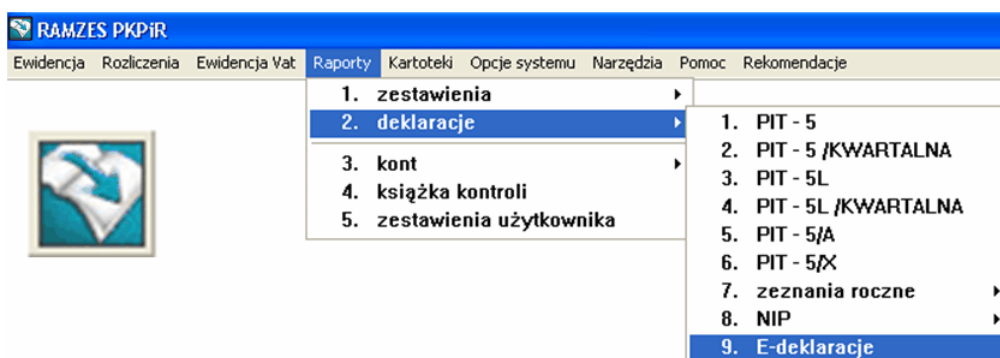 RAMZES PKPiR
Ewidencja Rozliczenia Ewidencja Vat Raporty Kartoteki Opcje systemu Narzędzia Pomoc Rekomendacje
1. zestawienia
2. deklaracje
3. kont
4. książka kontroli
5. zestawienia użytkownika
1. PIT - 5
2. PIT - 5 /KWARTALNA
3. PIT - 5L
4. PIT - 5L /KWARTALNA
5. PIT - 5/A
6. PIT - 5/X
7. zeznania roczne
8. NIP
9. E-deklaracje